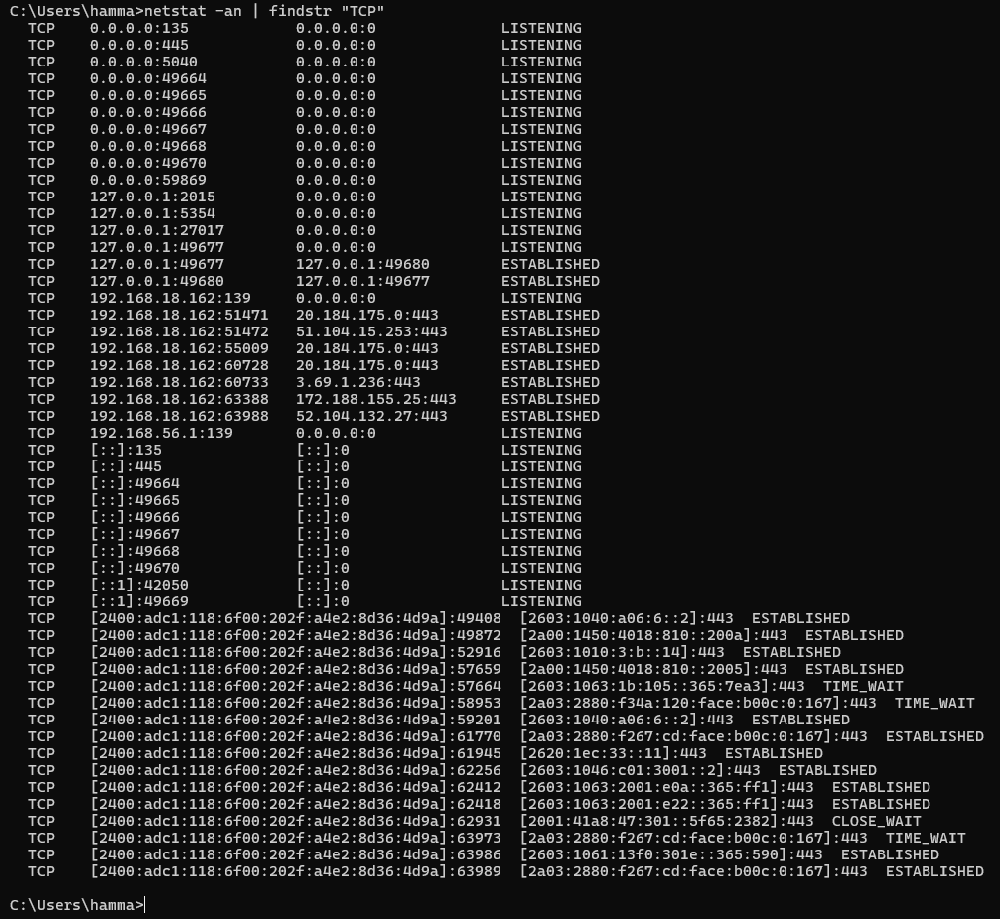 C:\Users\hamma>netstat -an | findstr "TCP"
  TCP    0.0.0.0:135            0.0.0.0:0              LISTENING
  TCP    0.0.0.0:445            0.0.0.0:0              LISTENING
  TCP    0.0.0.0:5040           0.0.0.0:0              LISTENING
  TCP    0.0.0.0:49664          0.0.0.0:0              LISTENING
  TCP    0.0.0.0:49665          0.0.0.0:0              LISTENING
  TCP    0.0.0.0:49666          0.0.0.0:0              LISTENING
  TCP    0.0.0.0:49667          0.0.0.0:0              LISTENING
  TCP    0.0.0.0:49668          0.0.0.0:0              LISTENING
  TCP    0.0.0.0:49670          0.0.0.0:0              LISTENING
  TCP    0.0.0.0:59869          0.0.0.0:0              LISTENING
  TCP    127.0.0.1:2015         0.0.0.0:0              LISTENING
  TCP    127.0.0.1:5354         0.0.0.0:0              LISTENING
  TCP    127.0.0.1:27017        0.0.0.0:0              LISTENING
  TCP    127.0.0.1:49677        0.0.0.0:0              LISTENING
  TCP    127.0.0.1:49677        127.0.0.1:49680        ESTABLISHED
  TCP    127.0.0.1:49680        127.0.0.1:49677        ESTABLISHED
  TCP    192.168.18.162:139     0.0.0.0:0              LISTENING
  TCP    192.168.18.162:51471   20.184.175.0:443       ESTABLISHED
  TCP    192.168.18.162:51472   51.104.15.253:443      ESTABLISHED
  TCP    192.168.18.162:55009   20.184.175.0:443       ESTABLISHED
  TCP    192.168.18.162:60728   20.184.175.0:443       ESTABLISHED
  TCP    192.168.18.162:60733   3.69.1.236:443         ESTABLISHED
  TCP    192.168.18.162:63388   172.188.155.25:443     ESTABLISHED
  TCP    192.168.18.162:63988   52.104.132.27:443      ESTABLISHED
  TCP    192.168.56.1:139       0.0.0.0:0              LISTENING
  TCP    [::]:135               [::]:0                 LISTENING
  TCP    [::]:445               [::]:0                 LISTENING
  TCP    [::]:49664             [::]:0                 LISTENING
  TCP    [::]:49665             [::]:0                 LISTENING
  TCP    [::]:49666             [::]:0                 LISTENING
  TCP    [::]:49667             [::]:0                 LISTENING
  TCP    [::]:49668             [::]:0                 LISTENING
  TCP    [::]:49670             [::]:0                 LISTENING
  TCP    [::1]:42050            [::]:0                 LISTENING
  TCP    [::1]:49669            [::]:0                 LISTENING
  TCP    [2400:adc1:118:6f00:202f:a4e2:8d36:4d9a]:49408  [2603:1040:a06:6::2]:443  ESTABLISHED
  TCP    [2400:adc1:118:6f00:202f:a4e2:8d36:4d9a]:49872  [2a00:1450:4018:810::200a]:443  ESTABLISHED
  TCP    [2400:adc1:118:6f00:202f:a4e2:8d36:4d9a]:52916  [2603:1010:3:b::14]:443  ESTABLISHED
  TCP    [2400:adc1:118:6f00:202f:a4e2:8d36:4d9a]:57659  [2a00:1450:4018:810::2005]:443  ESTABLISHED
  TCP    [2400:adc1:118:6f00:202f:a4e2:8d36:4d9a]:57664  [2603:1063:1b:105::365:7ea3]:443  TIME_WAIT
  TCP    [2400:adc1:118:6f00:202f:a4e2:8d36:4d9a]:58953  [2a03:2880:f34a:120:face:b00c:0:167]:443  TIME_WAIT
  TCP    [2400:adc1:118:6f00:202f:a4e2:8d36:4d9a]:59201  [2603:1040:a06:6::2]:443  ESTABLISHED
  TCP    [2400:adc1:118:6f00:202f:a4e2:8d36:4d9a]:61770  [2a03:2880:f267:cd:face:b00c:0:167]:443  ESTABLISHED
  TCP    [2400:adc1:118:6f00:202f:a4e2:8d36:4d9a]:61945  [2620:1ec:33::11]:443  ESTABLISHED
  TCP    [2400:adc1:118:6f00:202f:a4e2:8d36:4d9a]:62256  [2603:1046:c01:3001::2]:443  ESTABLISHED
  TCP    [2400:adc1:118:6f00:202f:a4e2:8d36:4d9a]:62412  [2603:1063:2001:e0a::365:ff1]:443  ESTABLISHED
  TCP    [2400:adc1:118:6f00:202f:a4e2:8d36:4d9a]:62418  [2603:1063:2001:e22::365:ff1]:443  ESTABLISHED
  TCP    [2400:adc1:118:6f00:202f:a4e2:8d36:4d9a]:62931  [2001:41a8:47:301::5f65:2382]:443  CLOSE_WAIT
  TCP    [2400:adc1:118:6f00:202f:a4e2:8d36:4d9a]:63973  [2a03:2880:f267:cd:face:b00c:0:167]:443  TIME_WAIT
  TCP    [2400:adc1:118:6f00:202f:a4e2:8d36:4d9a]:63986  [2603:1061:13f0:301e::365:590]:443  ESTABLISHED
  TCP    [2400:adc1:118:6f00:202f:a4e2:8d36:4d9a]:63989  [2a03:2880:f267:cd:face:b00c:0:167]:443  ESTABLISHED
C:\Users\hamma>